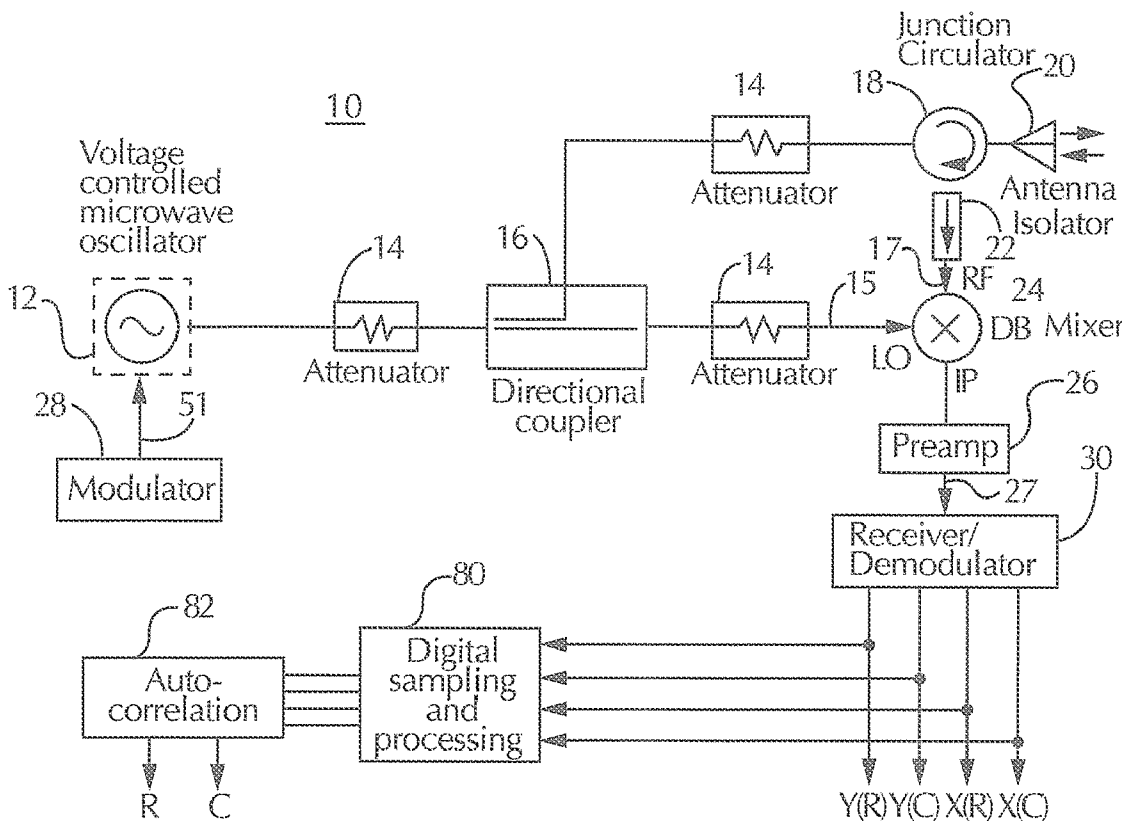 Junction
Circulator
18
20
14
10
Attenuator
Antenna
Isolator
22
Voltage
controlled
microwave
oscillator
12
14
16
14
15
17
RF
24
DB Mixer
LO
IP
Attenuator
Directional
coupler
Attenuator
28
51
Modulator
26
Preamp
27
30
Receiver/
Demodulator
82
80
Auto-
correlation
Digital
sampling
and
processing
R
C
Y(R) Y(C) X(R) X(C)